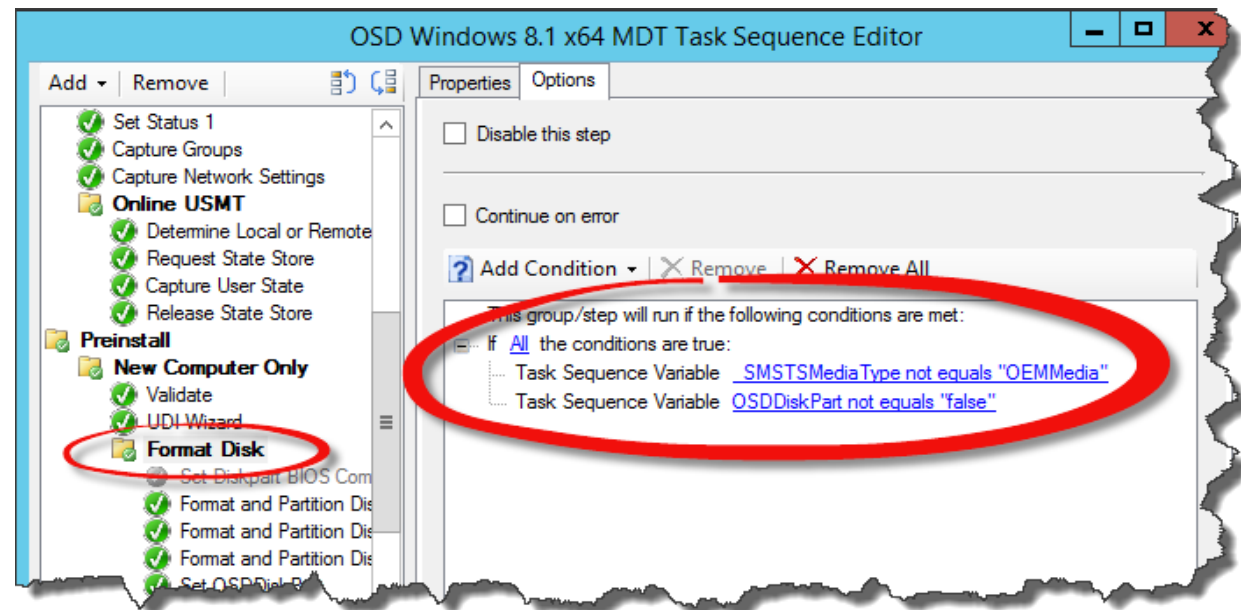 OSD Windows 8.1 x64 MDT Task Sequence Editor
Add Remove
Properties Options
Set Status 1
Capture Groups
Capture Network Settings
Online USMT
Determine Local or Remote
Request State Store
Capture User State
Release State Store
Preinstall
New Computer Only
Validate
UDI Wizard
Format Disk
Set Diskpart BIOS Com
Format and Partition Dis
Format and Partition Dis
Format and Partition Dis
Disable this step
Continue on error
Add Condition Remove Remove All
This group/step will run if the following conditions are met:
If All the conditions are true:
Task Sequence Variable _SMSTSMediaType not equals "OEMMedia"
Task Sequence Variable OSDDiskPart not equals "false"